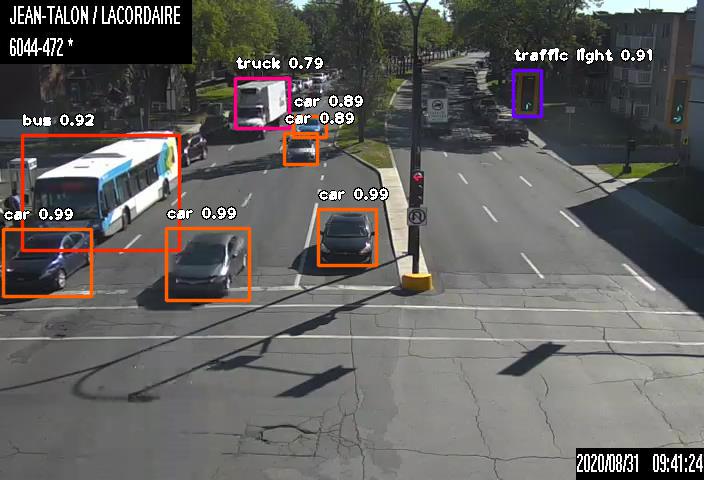 JEAN-TALON / LACORDAIRE
6044-472 *
traffic light 0.91
truck 0.79
car 0.89
car 0.89
bus 0.92
car 0.99
car 0.99
car 0.99
2020/08/31 09:41:24